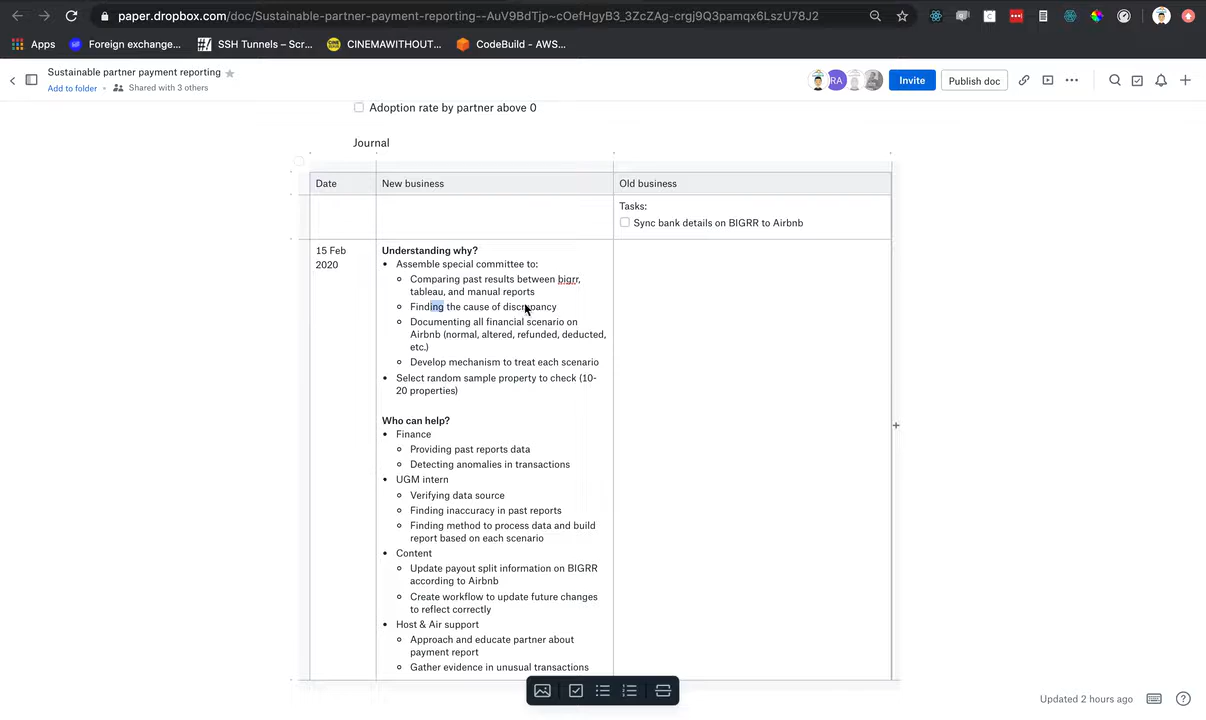 paper.dropbox.com/doc/Sustainable-partner-payment-reporting--AuV9BdTjp~cOefHgyB3_3ZcZAg-crgj9Q3pamqx6LszU78J2
Apps
Foreign exchange...
SSH Tunnels – Scr...
CINEMAWITHOUT...
CodeBuild - AWS...
Sustainable partner payment reporting
Add to folder • Shared with 3 others
RA
Invite
Publish doc
Adoption rate by partner above 0
Journal
Date
New business
Old business
Tasks:
Sync bank details on BIGRR to Airbnb
15 Feb
2020
Understanding why?
Assemble special committee to:
Comparing past results between bigrr,
tableau, and manual reports
Finding the cause of discrepancy
Documenting all financial scenario on
Airbnb (normal, altered, refunded, deducted,
etc.)
Develop mechanism to treat each scenario
Select random sample property to check (10-
20 properties)
Who can help?
Finance
Providing past reports data
Detecting anomalies in transactions
UGM intern
Verifying data source
Finding inaccuracy in past reports
Finding method to process data and build
report based on each scenario
Content
Update payout split information on BIGRR
according to Airbnb
Create workflow to update future changes
to reflect correctly
Host & Air support
Approach and educate partner about
payment report
Gather evidence in unusual transactions
Updated 2 hours ago